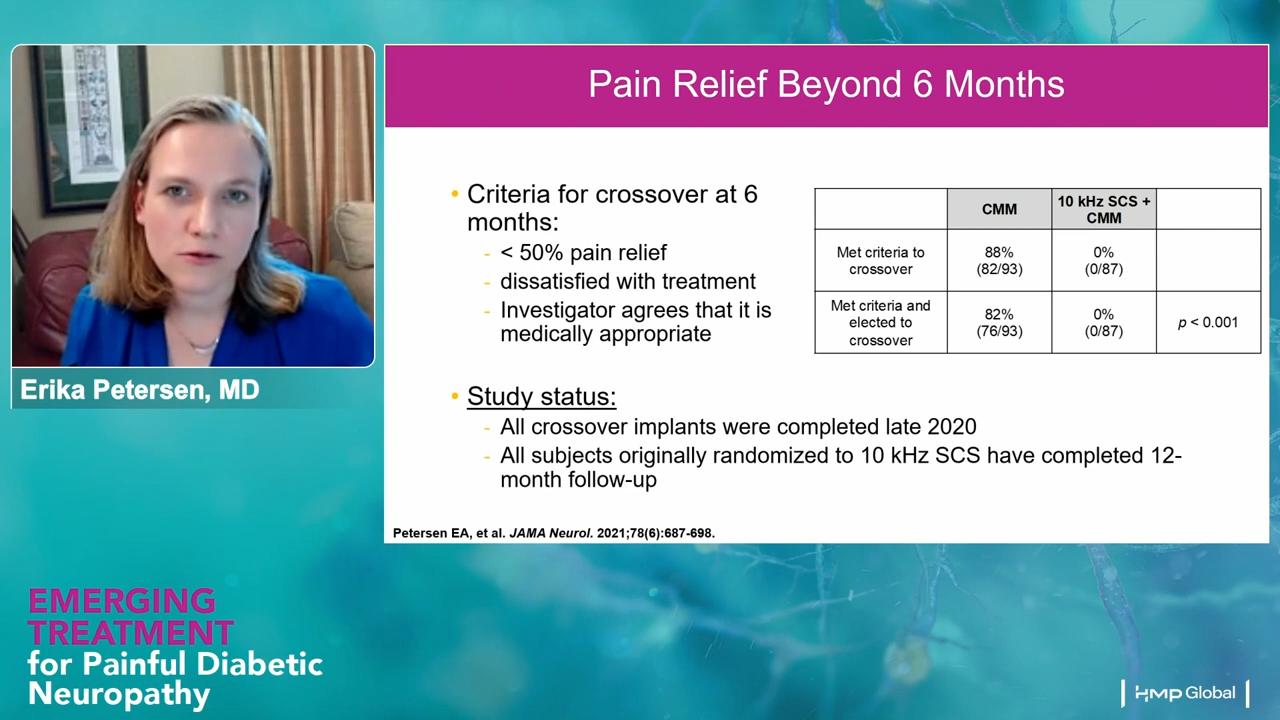 Pain Relief Beyond 6 Months
• Criteria for crossover at 6
months:
- < 50% pain relief
- dissatisfied with treatment
- Investigator agrees that it is
medically appropriate
CMM
10 kHz SCS +
CMM
Met criteria to
crossover
88%
(82/93)
0%
(0/87)
Met criteria and
elected to
crossover
82%
(76/93)
0%
(0/87)
p < 0.001
• Study status:
- All crossover implants were completed late 2020
- All subjects originally randomized to 10 kHz SCS have completed 12-
month follow-up
Petersen EA, et al. JAMA Neurol. 2021;78(6):687-698.
Erika Petersen, MD
EMERGING
TREATMENT
for Painful Diabetic
Neuropathy
HMP Global